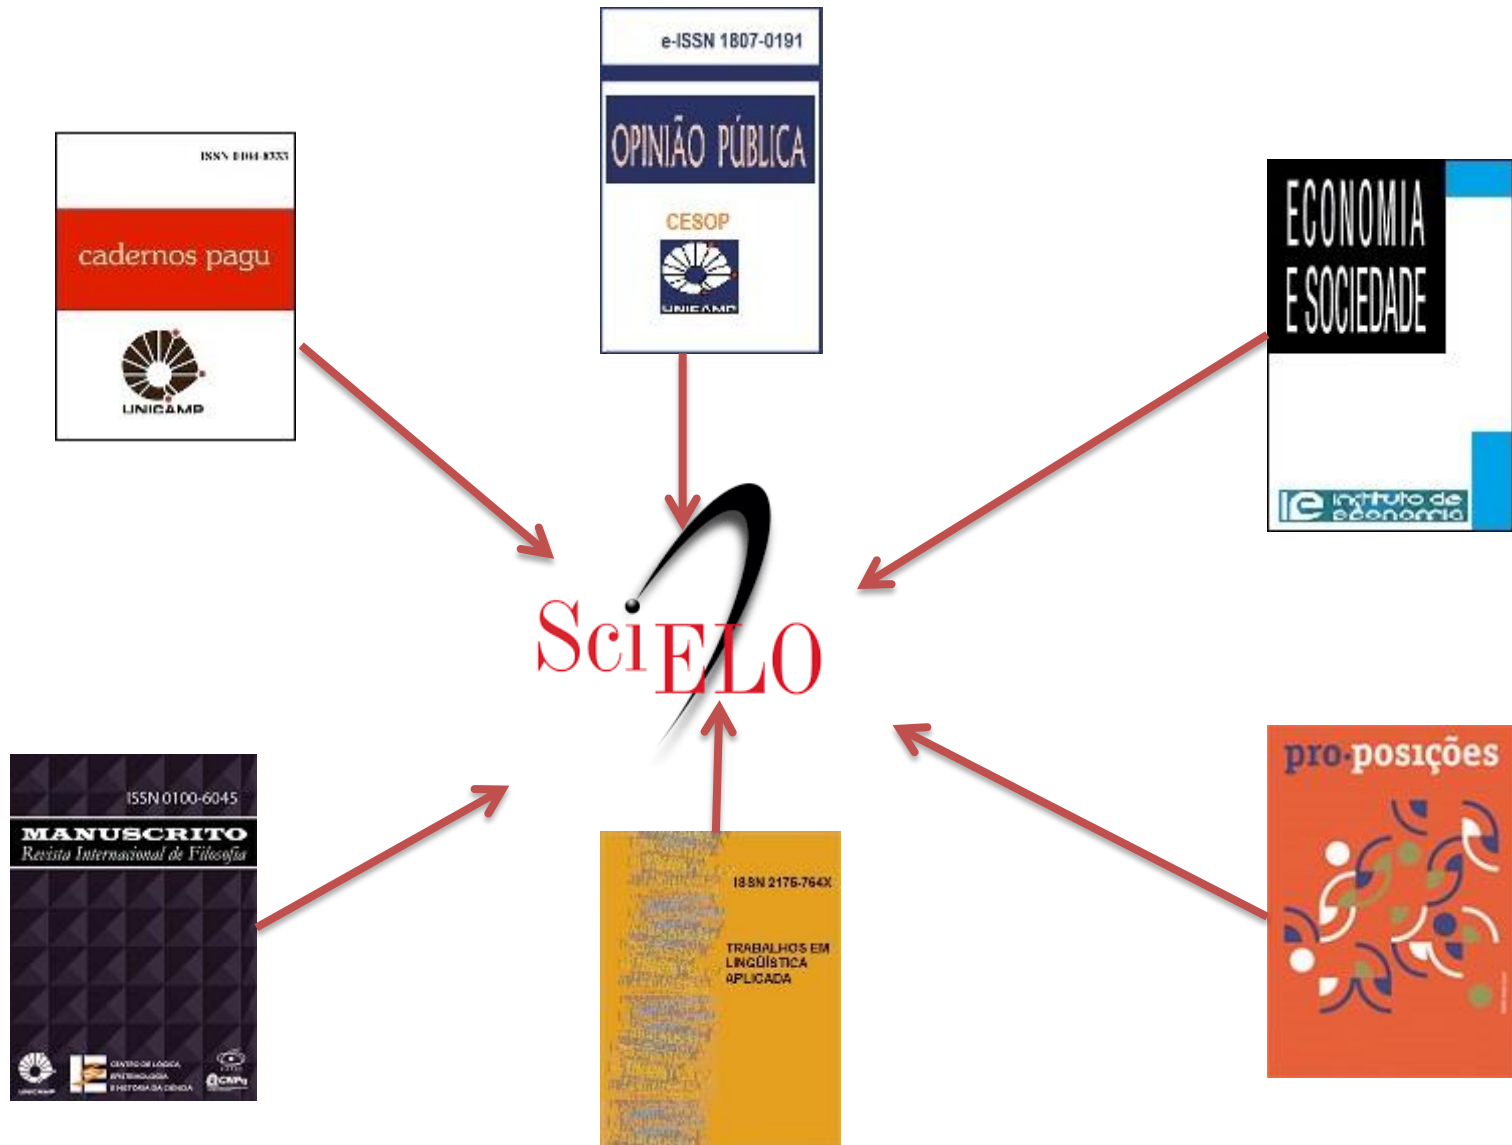 e-ISSN 1807-0191
OPINIÃO PÚBLICA
CESOP
UNICAMP
ISSN 0104-8333
cadernos pagu
UNICAMP
ECONOMIA
E SOCIEDADE
IE instituto de
economia
SciELO
ISSN 0100-6045
MANUSCRITO
Revista Internacional de Filosofia
UNICAMP
CENTRO DE LÓGICA,
EPISTEMOLOGIA
E HISTÓRIA DA CIÊNCIA
CNPq
ISSN 2175-764X
TRABALHOS EM
LINGÜÍSTICA
APLICADA
pro-posições